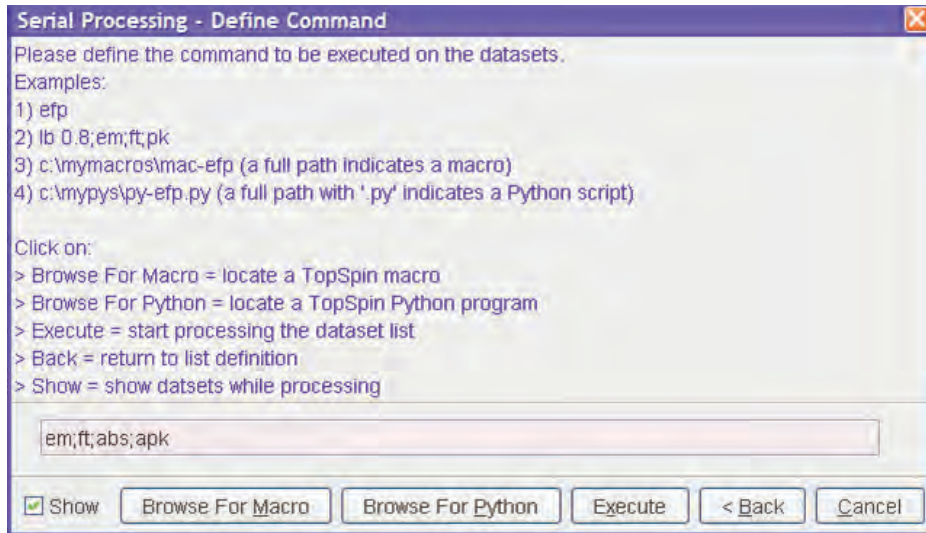 Serial Processing - Define Command
Please define the command to be executed on the datasets.
Examples:
1) efp
2) lb 0.8;em;ft;pk
3) c:\mymacros\mac-efp (a full path indicates a macro)
4) c:\mypys\py-efp.py (a full path with '.py' indicates a Python script)
Click on:
> Browse For Macro = locate a TopSpin macro
> Browse For Python = locate a TopSpin Python program
> Execute = start processing the dataset list
> Back = return to list definition
> Show = show datsets while processing
em;ft;abs;apk
Show Browse For Macro Browse For Python Execute < Back Cancel